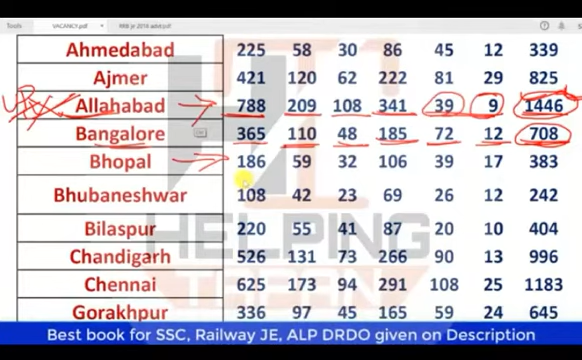 Tools VACANCY.pdf RRB JE 2014 advt.pdf
Ahmedabad 225 58 30 86 45 12 339
Ajmer 421 120 62 222 81 29 825
Allahabad 788 209 108 341 39 9 1446
Bangalore 365 110 48 185 72 12 708
Bhopal 186 59 32 106 39 17 383
Bhubaneshwar 108 42 23 69 26 12 242
Bilaspur 220 55 41 87 20 10 404
Chandigarh 526 131 73 266 90 13 996
Chennai 625 173 94 291 108 25 1183
Gorakhpur 336 97 45 165 59 24 645
HELPING
TAPAN
Best book for SSC, Railway JE, ALP DRDO given on Description